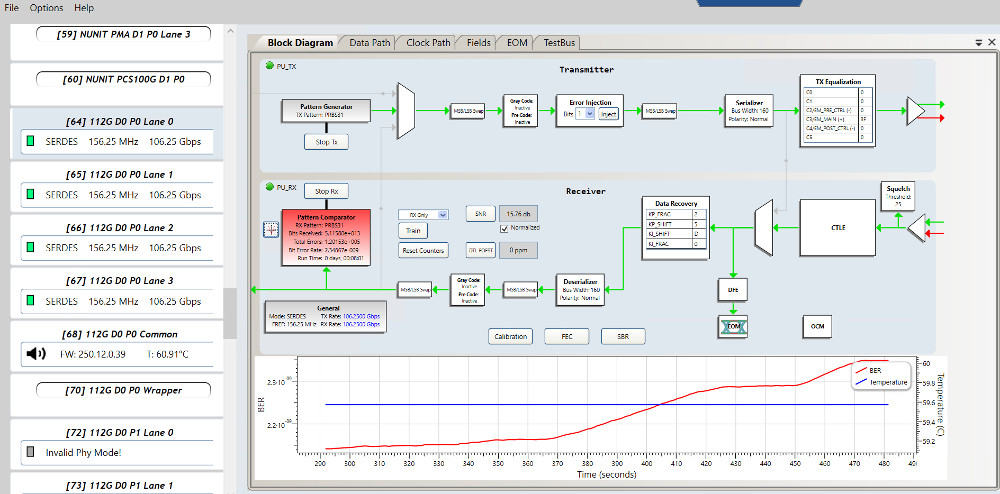 File Options Help
[59] NUNIT PMA D1 P0 Lane 3
[60] NUNIT PCS100G D1 P0
[64] 112G D0 P0 Lane 0
SERDES 156.25 MHz 106.25 Gbps
[65] 112G D0 P0 Lane 1
SERDES 156.25 MHz 106.25 Gbps
[66] 112G D0 P0 Lane 2
SERDES 156.25 MHz 106.25 Gbps
[67] 112G D0 P0 Lane 3
SERDES 156.25 MHz 106.25 Gbps
[68] 112G D0 P0 Common
FW: 250.12.0.39 T: 60.91°C
[70] 112G D0 P0 Wrapper
[72] 112G D0 P1 Lane 0
Invalid Phy Mode!
[73] 112G D0 P1 Lane 1
Block Diagram Data Path Clock Path Fields EOM TestBus
PU_TX
Transmitter
Pattern Generator
TX Pattern: PRBS31
Stop Tx
MSB/LSB Swap
Gray Code:
Inactive
Pre Code:
Inactive
Error Injection
Bits 1 Inject
MSB/LSB Swap
Serializer
Bus Width: 160
Polarity: Normal
TX Equalization
C0 0
C1 0
C2/EM_PRE_CTRL (-) 0
C3/EM_MAIN (+) 3F
C4/EM_POST_CTRL (-) 0
C5 0
PU_RX
Stop Rx
Receiver
Pattern Comparator
RX Pattern: PRBS31
Bits Received: 5.11580e+013
Total Errors: 1.20153e+005
Bit Error Rate: 2.34867e-009
Run Time: 0 days, 00:08:01
RX Only
Train
Reset Counters
SNR 15.76 db
Normalized
DTL FOFST 0 ppm
Data Recovery
KP_FRAC 2
KP_SHIFT 5
KI_SHIFT D
KI_FRAC 0
CTLE
Squelch
Threshold:
25
MSB/LSB Swap
Gray Code:
Inactive
Pre Code:
Inactive
MSB/LSB Swap
Deserializer
Bus Width: 160
Polarity: Normal
DFE
EOM
OCM
General
Mode: SERDES TX Rate: 106.2500 Gbps
FREF: 156.25 MHz RX Rate: 106.2500 Gbps
Calibration FEC SBR
BER
2.3·10-09
2.2·10-09
BER
Temperature
60
59.8
59.6
59.4
59.2
Temperature (C)
290 300 310 320 330 340 350 360 370 380 390 400 410 420 430 440 450 460 470 480
Time (seconds)